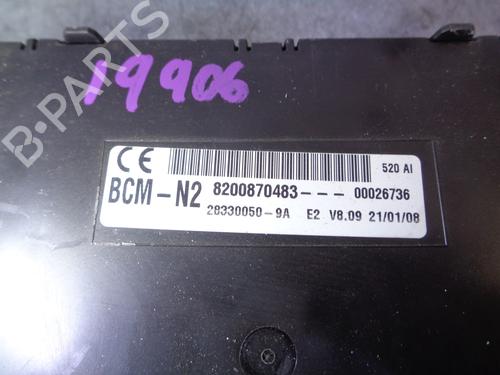 19906
B-PARTS
CE 520 AI
BCM-N2 8200870483--- 00026736
28330050-9A E2 V8.09 21/01/08